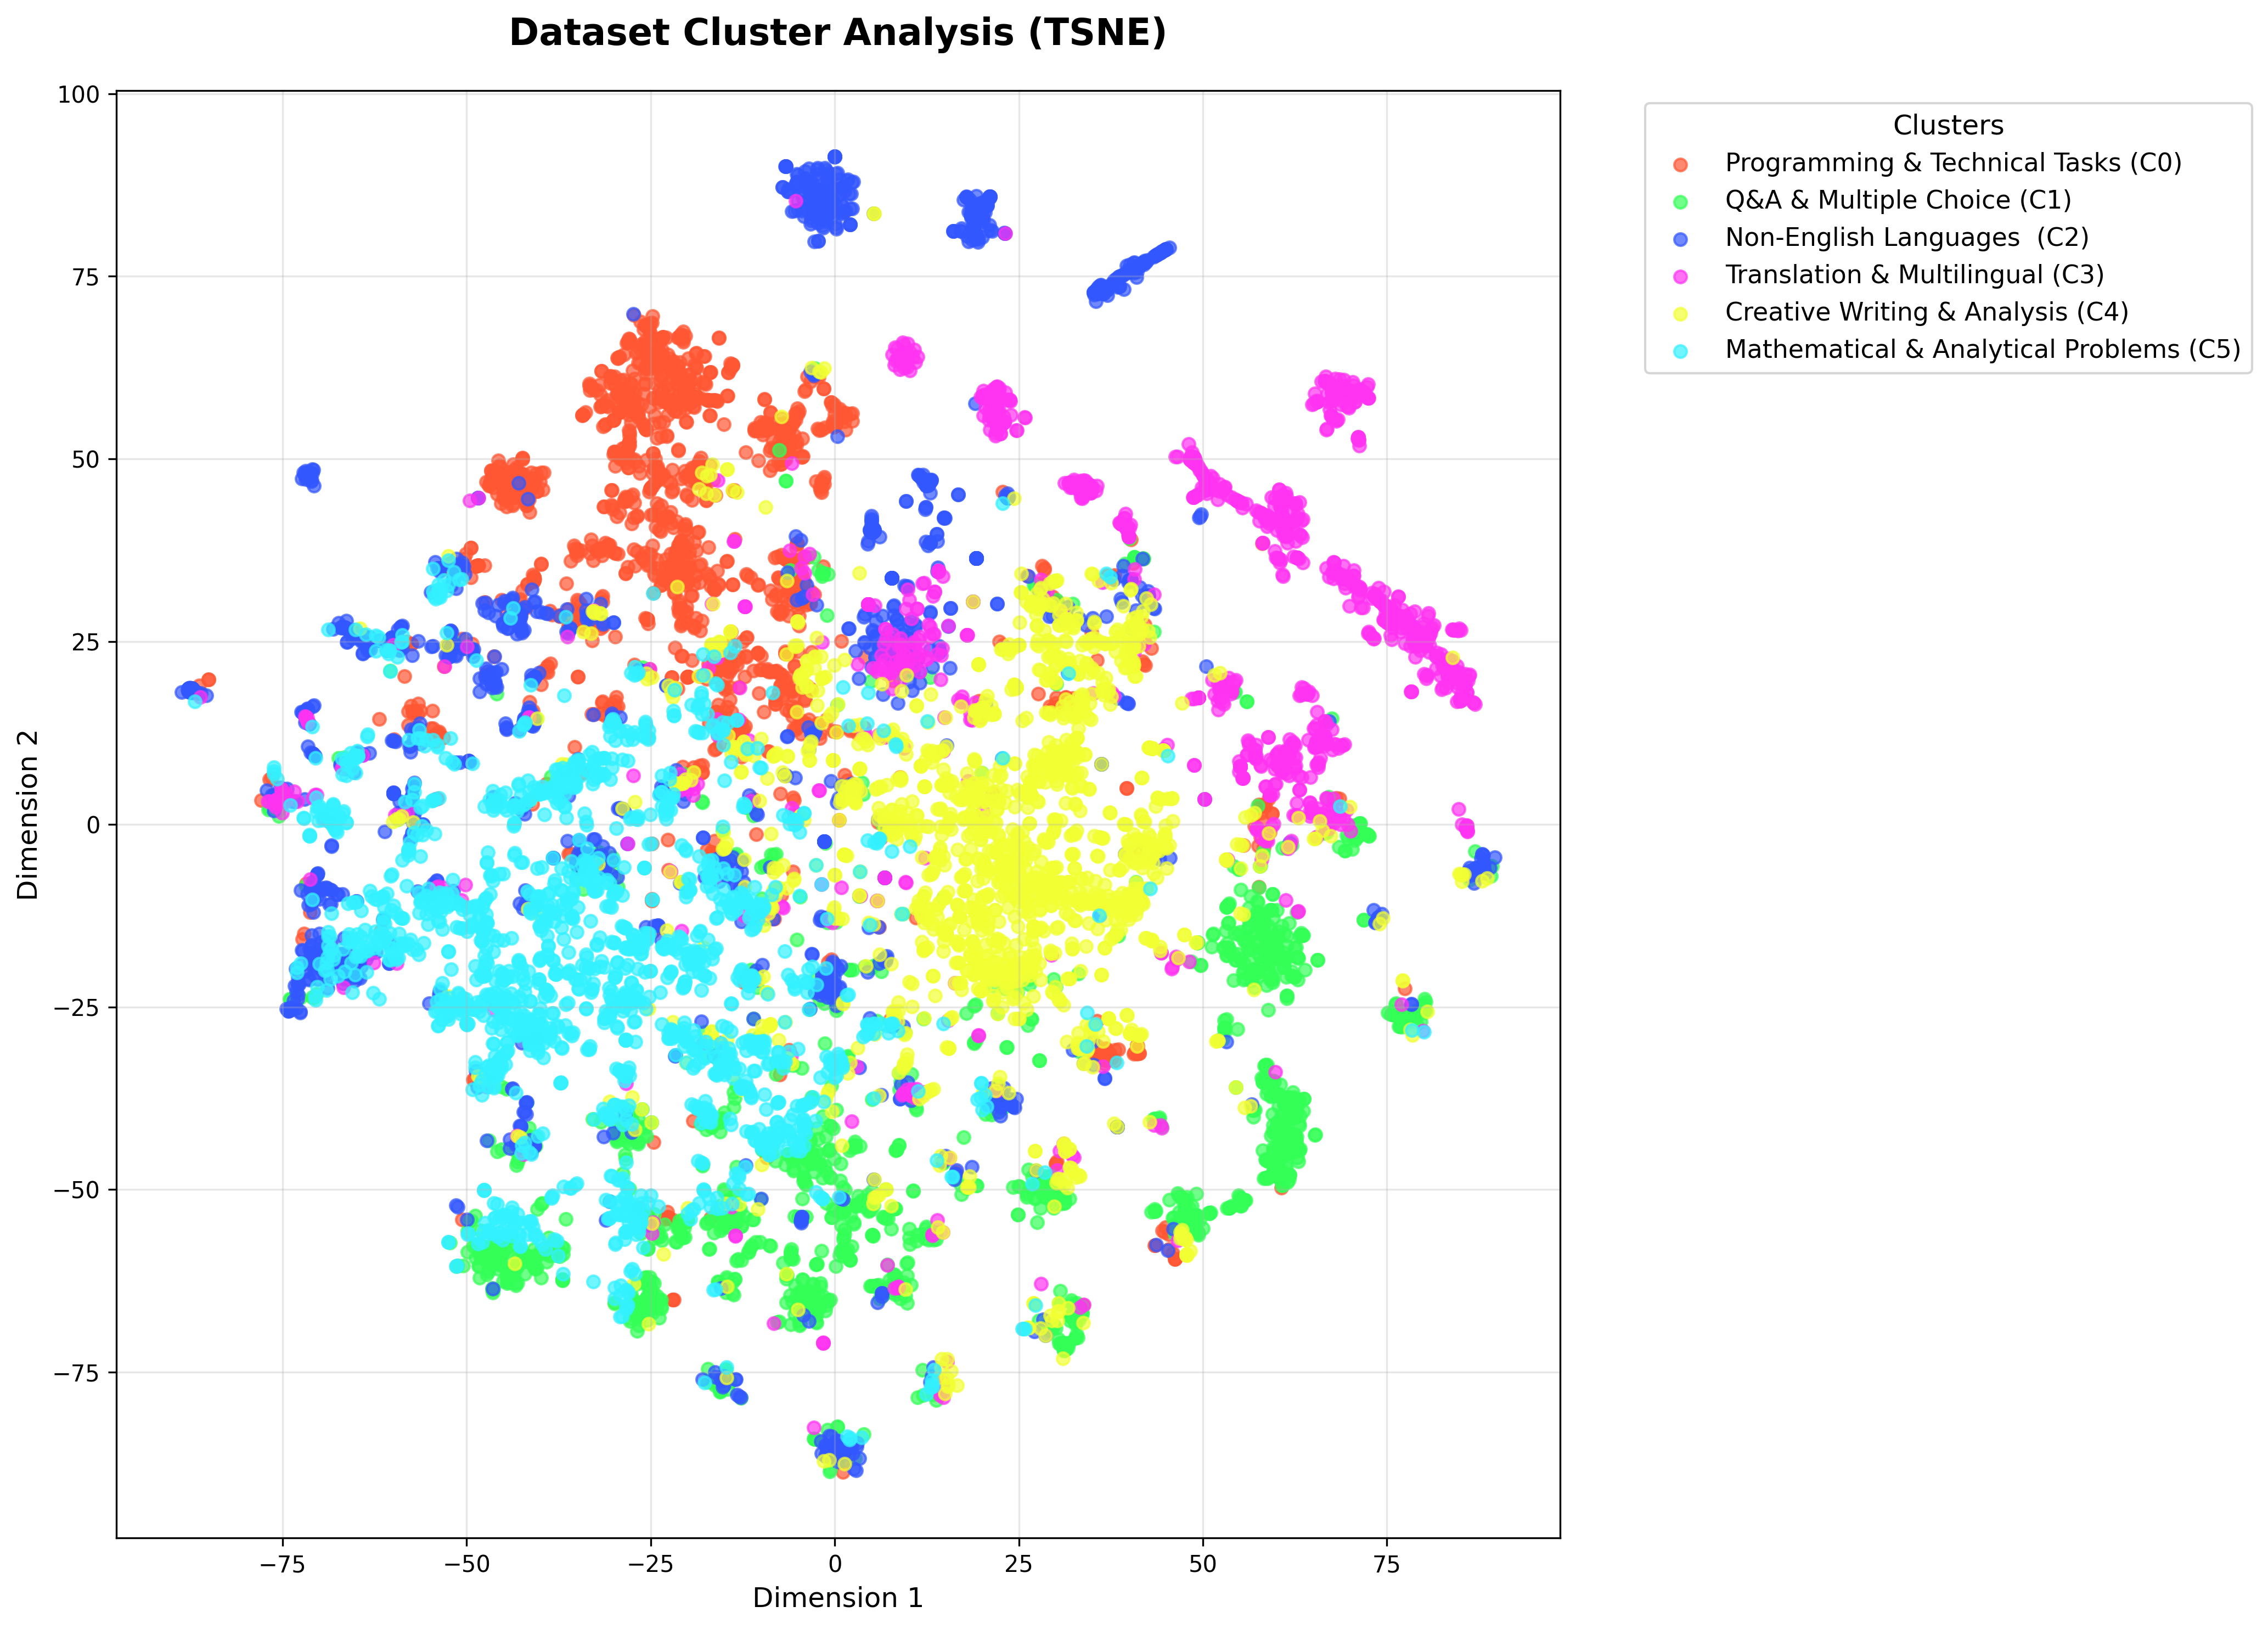 Dataset Cluster Analysis (TSNE)
Clusters
Programming & Technical Tasks (C0)
Q&A & Multiple Choice (C1)
Non-English Languages  (C2)
Translation & Multilingual (C3)
Creative Writing & Analysis (C4)
Mathematical & Analytical Problems (C5)
Dimension 2
100
75
50
25
0
−25
−50
−75
−75 −50 −25 0 25 50 75
Dimension 1